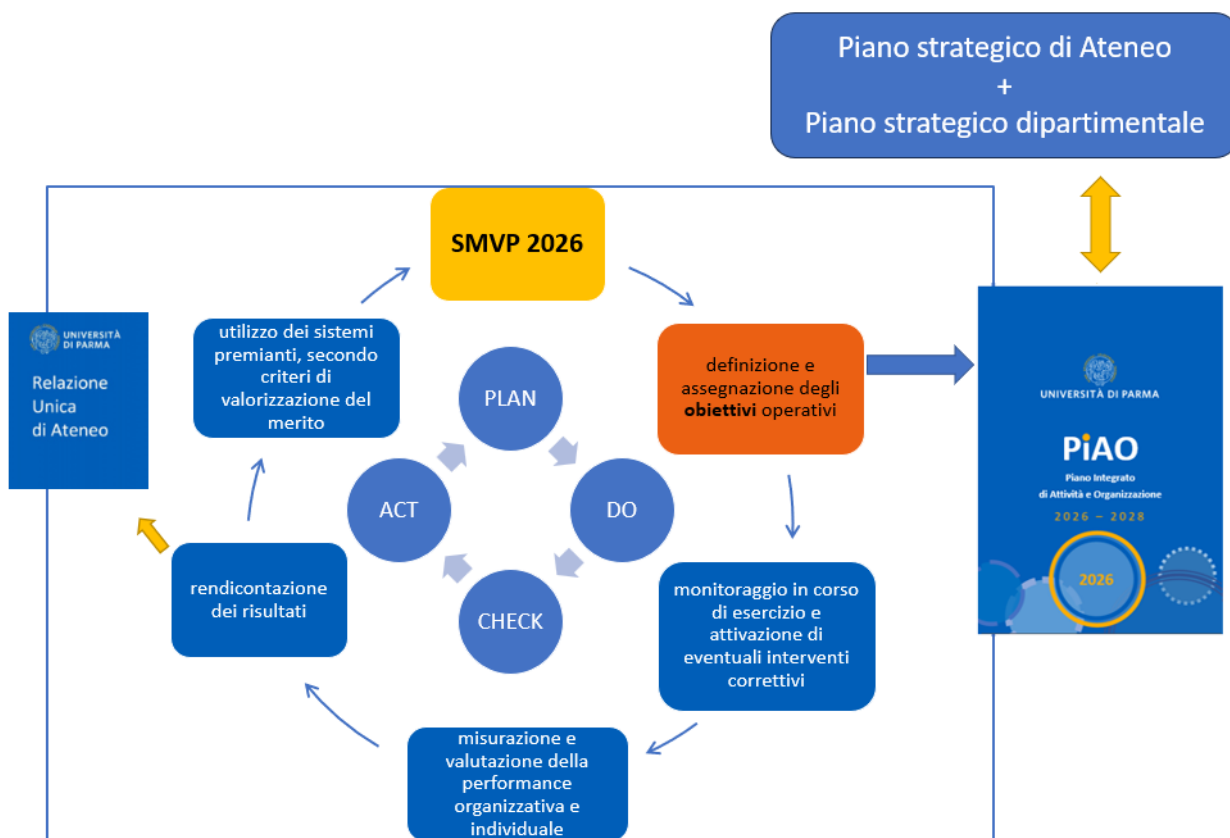 Piano strategico di Ateneo
+
Piano strategico dipartimentale
SMVP 2026
UNIVERSITÀ
DI PARMA
Relazione
Unica
di Ateneo
utilizzo dei sistemi
premianti, secondo
criteri di
valorizzazione del
merito
definizione e
assegnazione degli
obiettivi operativi
PLAN
DO
CHECK
ACT
UNIVERSITÀ DI PARMA
PiAO
Piano Integrato
di Attività e Organizzazione
2026 – 2028
2026
rendicontazione
dei risultati
monitoraggio in corso
di esercizio e
attivazione di
eventuali interventi
correttivi
misurazione e
valutazione della
performance
organizzativa e
individuale